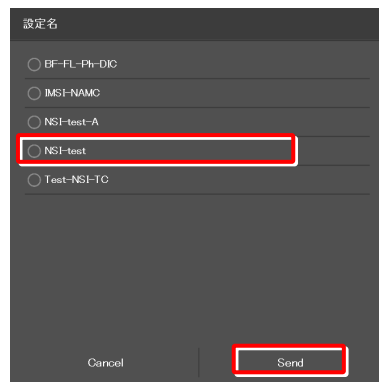 設定名
BF-FL-Ph-DIC
IMSI-NAMC
NSI-test-A
NSI-test
Test-NSI-TC
Cancel
Send